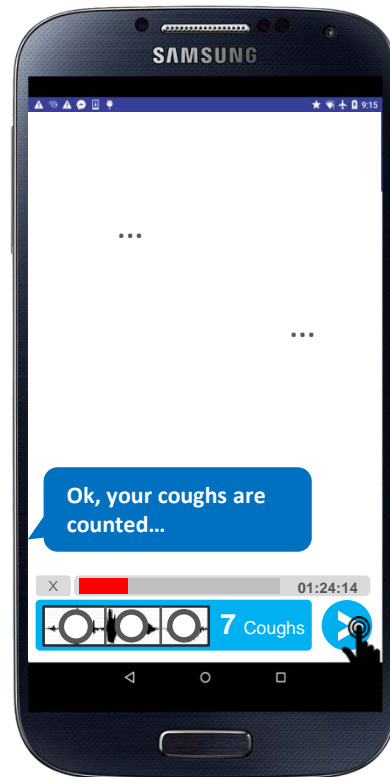 SAMSUNG
9:15
...
...
Ok, your coughs are
counted...
X 01:24:14
7 Coughs